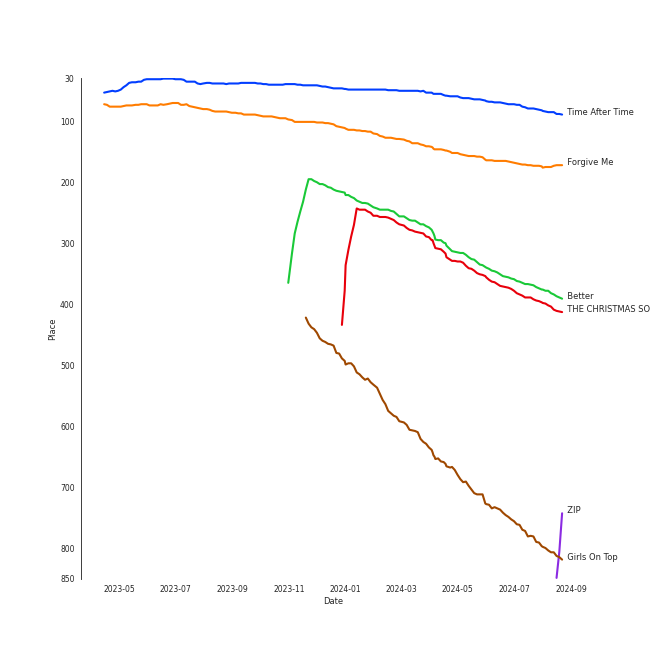 30
100
200
300
400
500
600
700
800
850
Place
2023-05
2023-07
2023-09
2023-11
2024-01
2024-03
2024-05
2024-07
2024-09
Date
Time After Time
Forgive Me
Better
THE CHRISTMAS SO
ZIP
Girls On Top